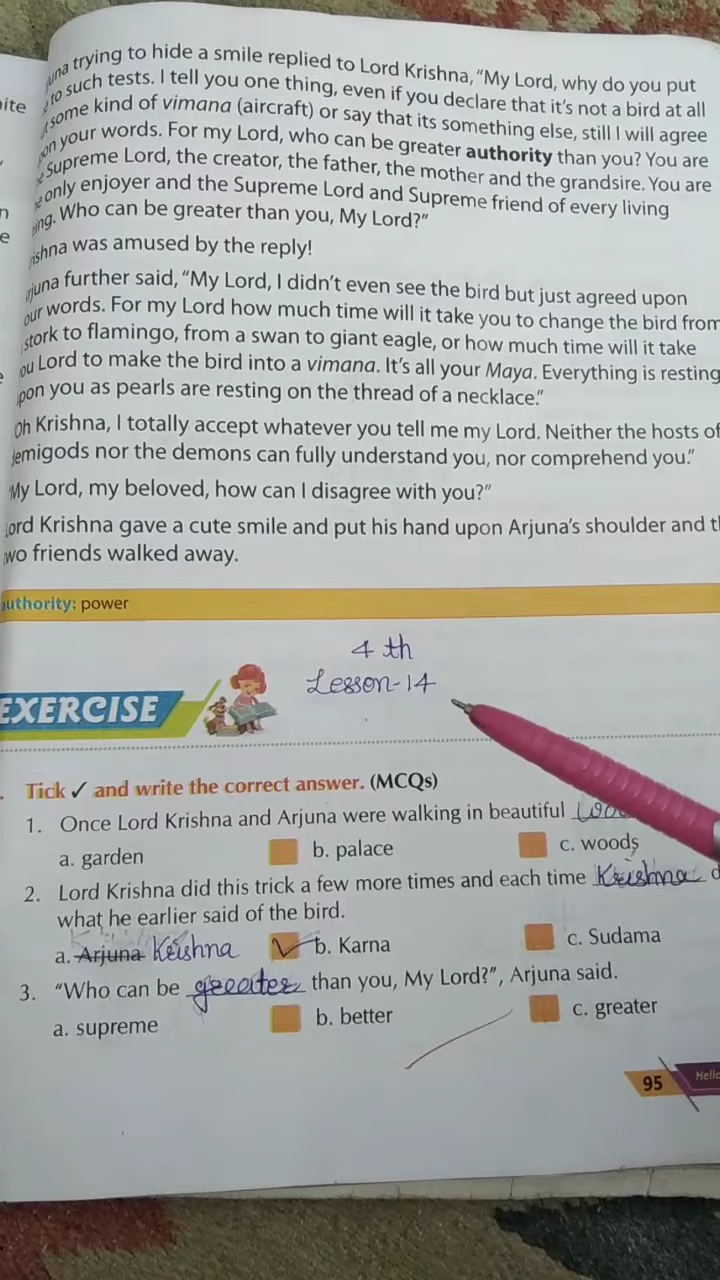 una trying to hide a smile replied to Lord Krishna, “My Lord, why do you put
to such tests. I tell you one thing, even if you declare that it’s not a bird at all
some kind of vimana (aircraft) or say that its something else, still I will agree
pon your words. For my Lord, who can be greater authority than you? You are
Supreme Lord, the creator, the father, the mother and the grandsire. You are
only enjoyer and the Supreme Lord and Supreme friend of every living
ing. Who can be greater than you, My Lord?”
ishna was amused by the reply!
juna further said, “My Lord, I didn’t even see the bird but just agreed upon
our words. For my Lord how much time will it take you to change the bird from
stork to flamingo, from a swan to giant eagle, or how much time will it take
ou Lord to make the bird into a vimana. It’s all your Maya. Everything is resting
pon you as pearls are resting on the thread of a necklace.”
Oh Krishna, I totally accept whatever you tell me my Lord. Neither the hosts of
demigods nor the demons can fully understand you, nor comprehend you.”
“My Lord, my beloved, how can I disagree with you?”
Lord Krishna gave a cute smile and put his hand upon Arjuna’s shoulder and th
two friends walked away.
authority: power
4 th
Lesson-14
EXERCISE
Tick ✓ and write the correct answer. (MCQs)
1. Once Lord Krishna and Arjuna were walking in beautiful
a. garden b. palace c. woods
2. Lord Krishna did this trick a few more times and each time Krishna d
what he earlier said of the bird.
a. Arjuna Krishna b. Karna c. Sudama
3. “Who can be greater than you, My Lord?”, Arjuna said.
a. supreme b. better c. greater
95
Hello